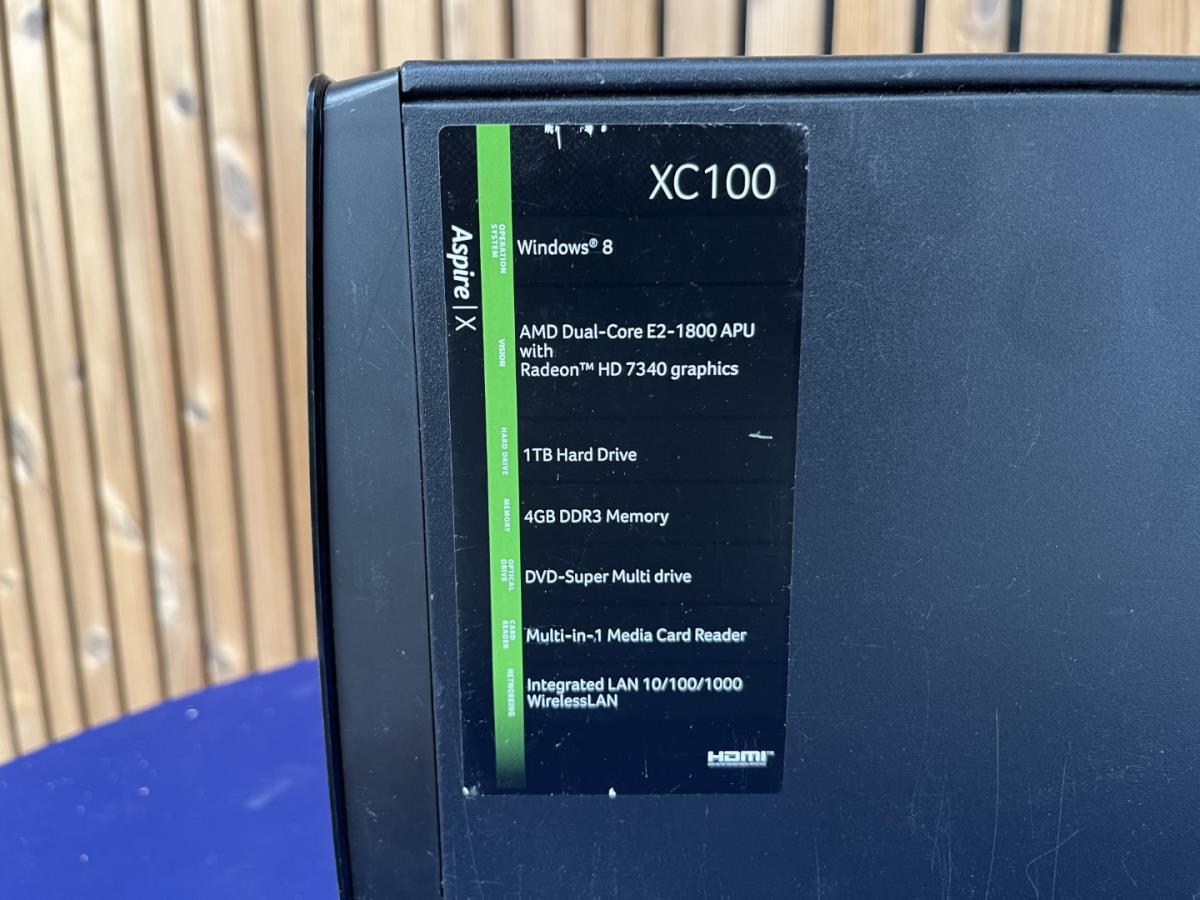 XC100
Aspire | X
OPERATION
SYSTEM
Windows® 8
VISION
AMD Dual-Core E2-1800 APU
with
Radeon™ HD 7340 graphics
HARD DRIVE
1TB Hard Drive
MEMORY
4GB DDR3 Memory
OPTICAL
DRIVE
DVD-Super Multi drive
CARD
READER
Multi-in-1 Media Card Reader
NETWORKING
Integrated LAN 10/100/1000
WirelessLAN
HDMI™